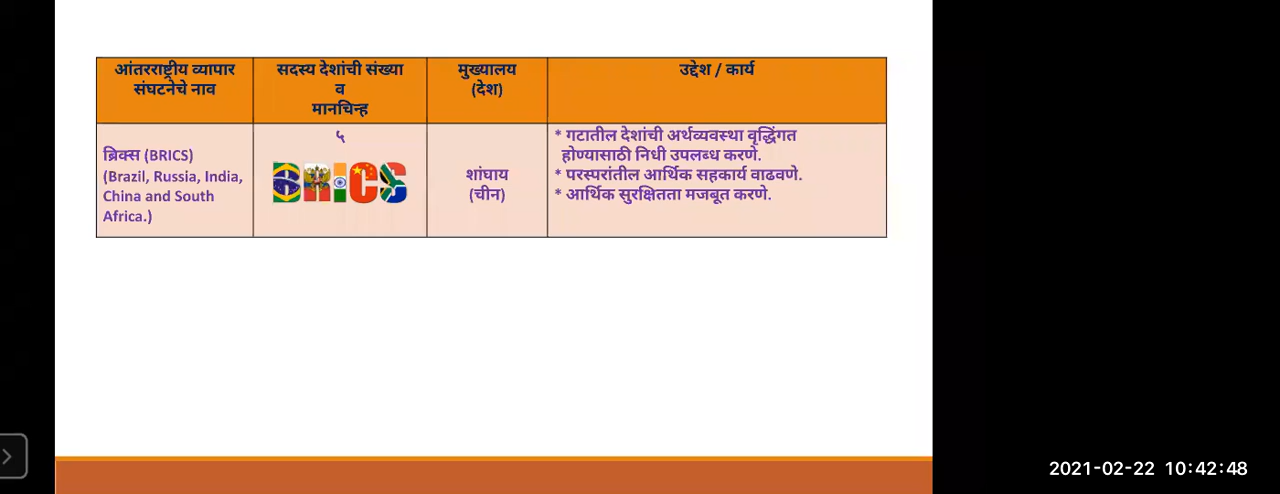 आंतरराष्ट्रीय व्यापार
संघटनेचे नाव
सदस्य देशांची संख्या
व
मानचिन्ह
मुख्यालय
(देश)
उद्देश / कार्य
ब्रिक्स (BRICS)
(Brazil, Russia, India,
China and South
Africa.)
५
BRICS
शांघाय
(चीन)
* गटातील देशांची अर्थव्यवस्था वृद्धिंगत
होण्यासाठी निधी उपलब्ध करणे.
* परस्परांतील आर्थिक सहकार्य वाढवणे.
* आर्थिक सुरक्षितता मजबूत करणे.
2021-02-22 10:42:48